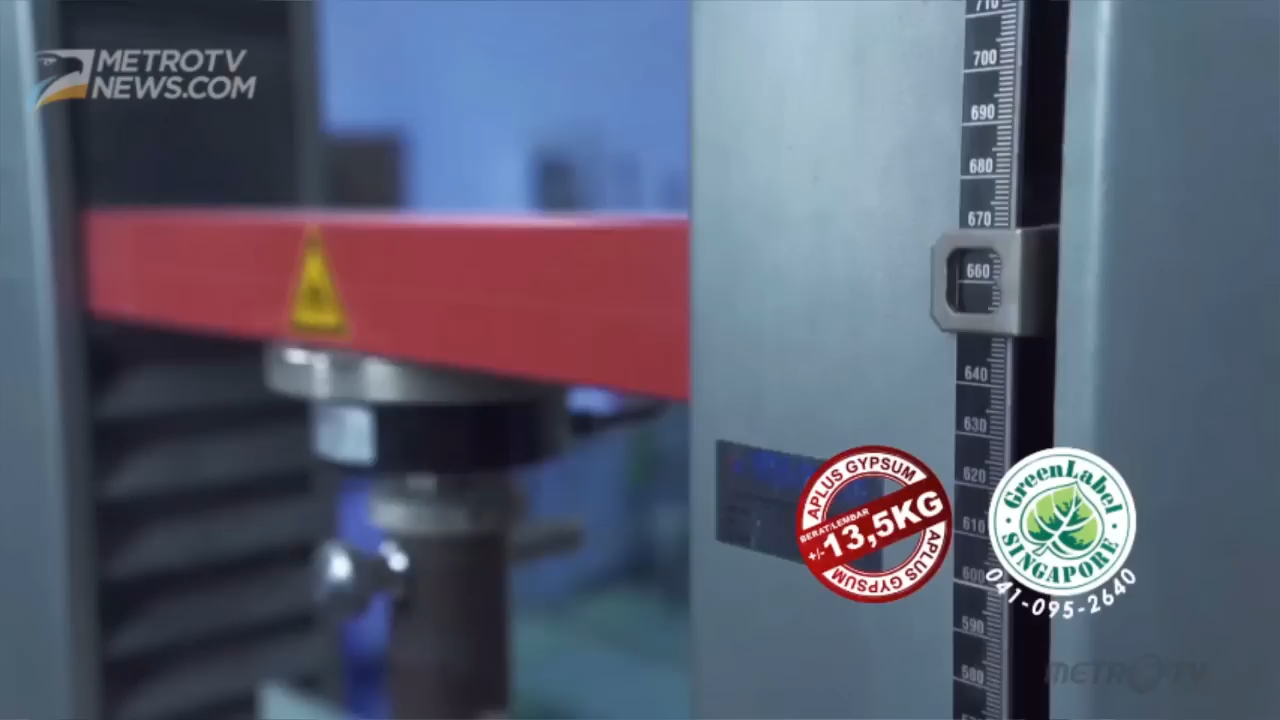 METROTV
NEWS.COM
710
700
690
680
670
660
640
630
620
610
600
590
580
APLUS GYPSUM
BERAT/LEMBAR
+/- 13,5KG
APLUS GYPSUM
GreenLabel
SINGAPORE
041-095-2640
METROTV